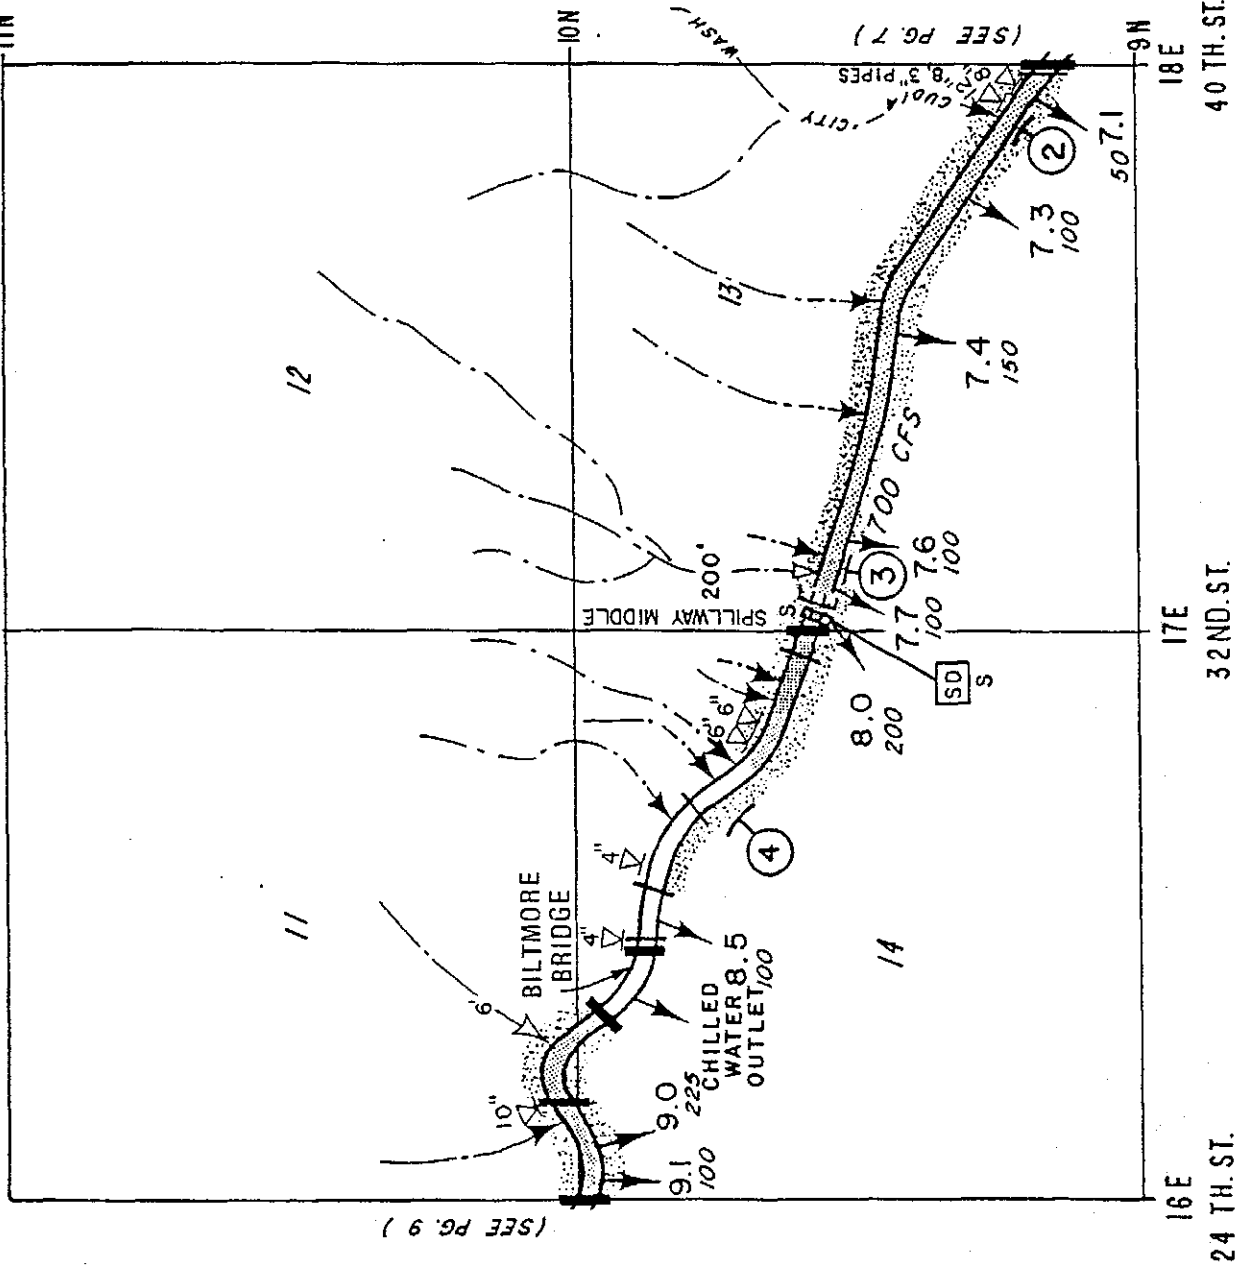 11N
10N
9N
18E
40 TH. ST.
17E
32ND. ST.
16E
24 TH. ST.
(SEE PG. 7)
(SEE PG. 9)
12
11
13
14
WASH
"CITY
CUDIA
8", 12", 8, 3" PIPES
2
50 7.1
7.3
100
7.4
150
700 CFS
7.6
100
3
7.7
100
200'
SPILLWAY MIDDLE
S
SD
S
8.0
200
6" 6"
4
4"
4"
BILTMORE
BRIDGE
8.5
100
CHILLED
WATER
OUTLET
6"
10"
9.0
225
9.1
100